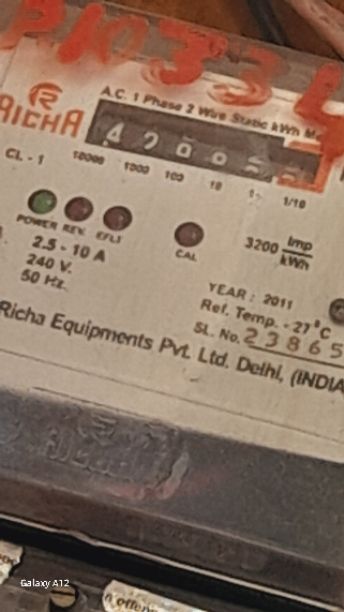 P10334
RICHA
A.C. 1 Phase 2 Wire Static kWh M
CL - 1
10000 1000 100 10 1 1/10
POWER REV. EFLT
CAL
3200 Imp/kWh
2.5 - 10 A
240 V.
50 Hz.
YEAR : 2011
Ref. Temp. - 27°C
SL. No. 23865
Richa Equipments Pvt. Ltd. Delhi, (INDIA
Galaxy A12